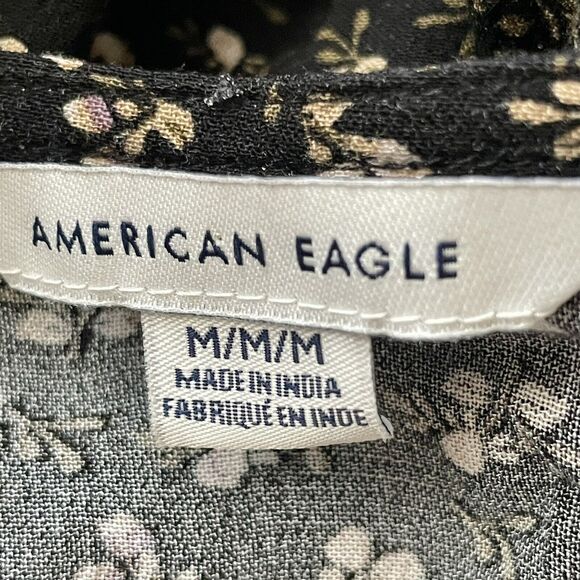 AMERICAN EAGLE
M/M/M
MADE IN INDIA
FABRIQUÉ EN INDE